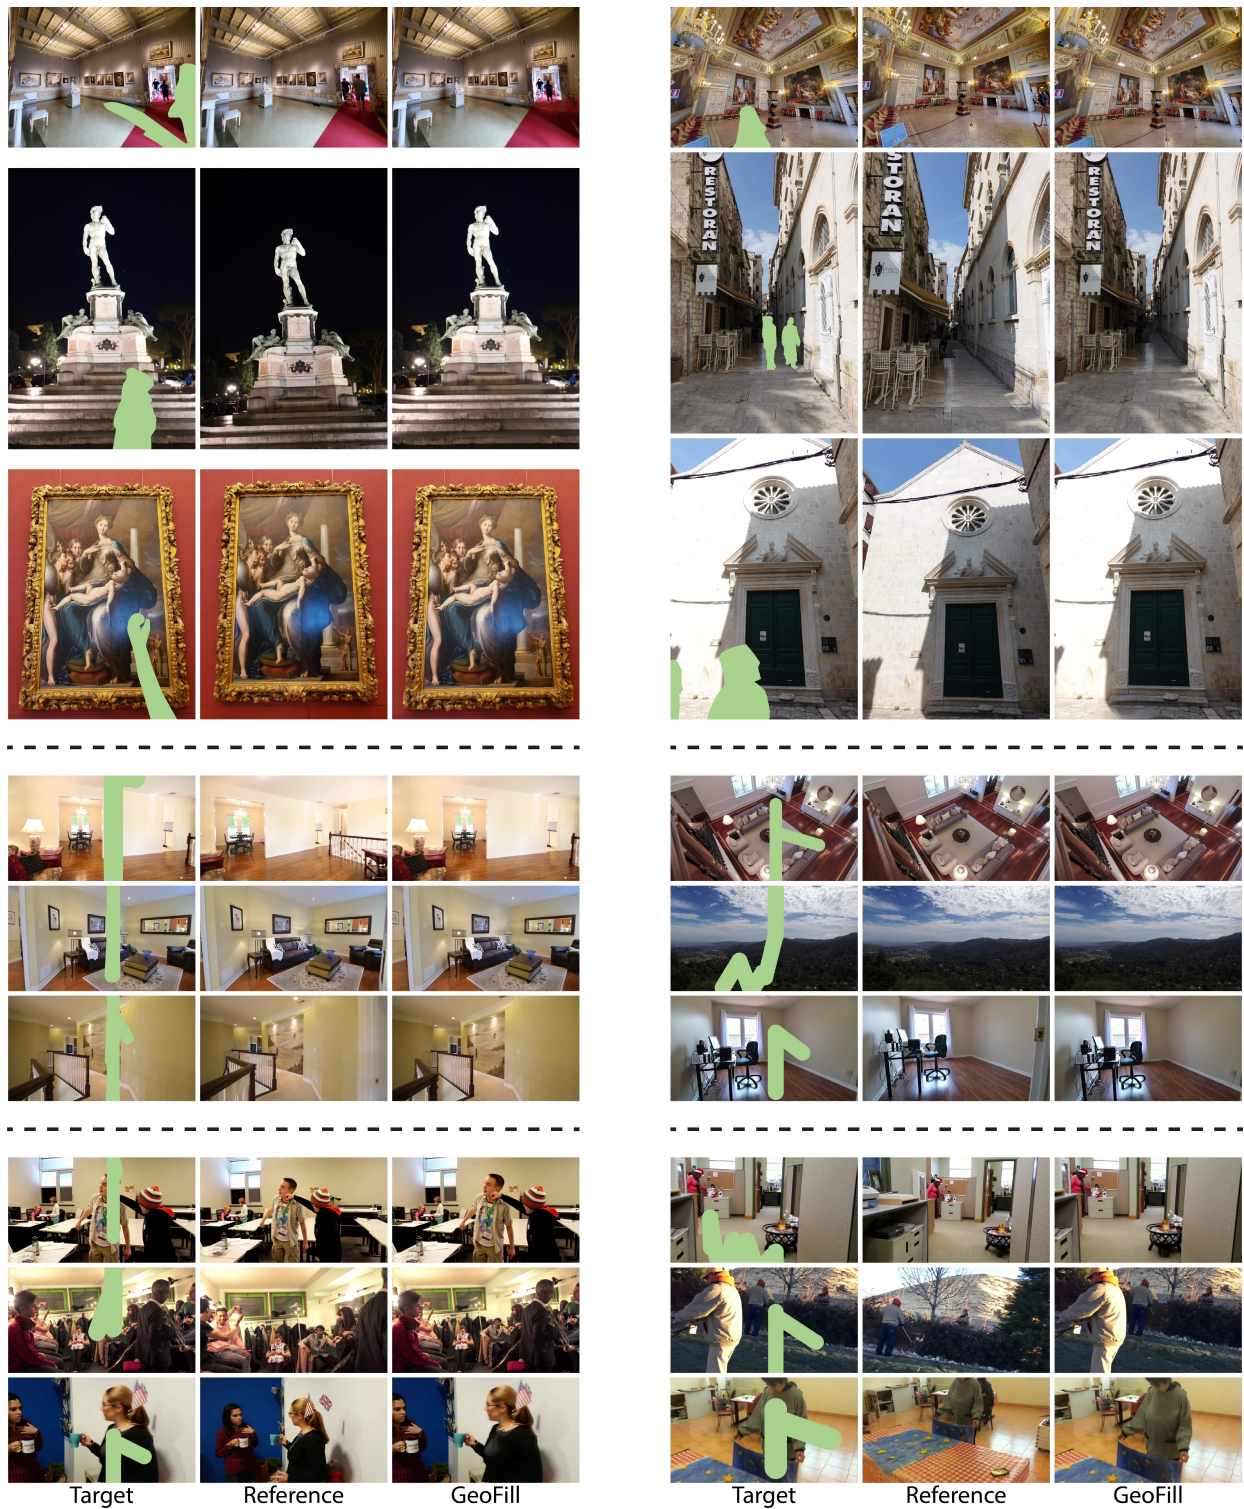 RESTORAN
STORAN
RESTORAN
Target
Reference
GeoFill
Target
Reference
GeoFill